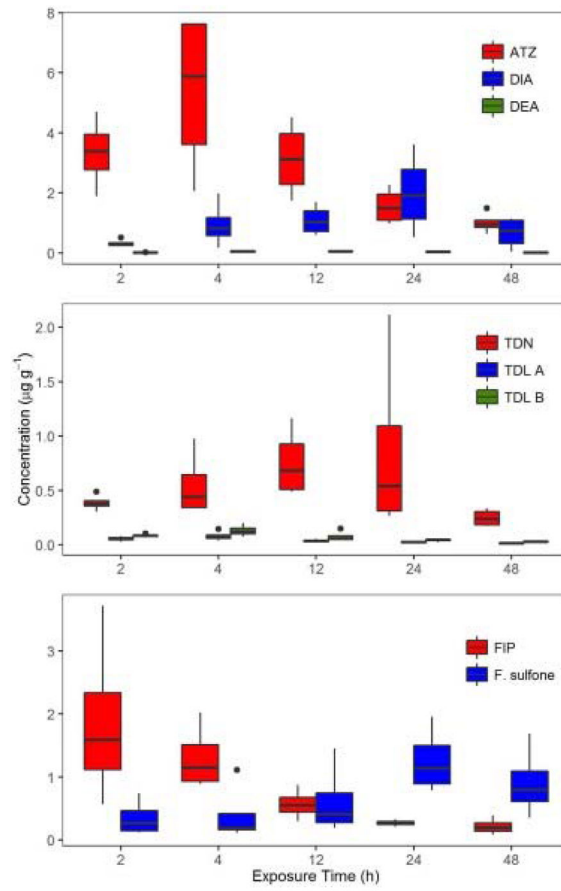 8
6
4
2
0
ATZ
DIA
DEA
2 4 12 24 48
2.0
1.5
1.0
0.5
0.0
TDN
TDL A
TDL B
2 4 12 24 48
Concentration (µg g⁻¹)
3
2
1
0
FIP
F. sulfone
2 4 12 24 48
Exposure Time (h)